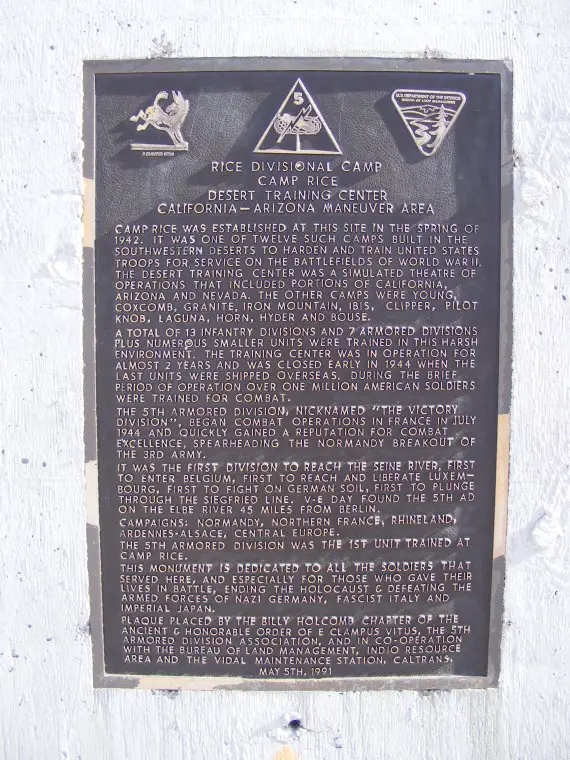 5
U.S. DEPARTMENT OF THE INTERIOR
BUREAU OF LAND MANAGEMENT
RICE DIVISIONAL CAMP
CAMP RICE
DESERT TRAINING CENTER
CALIFORNIA—ARIZONA MANEUVER AREA
CAMP RICE WAS ESTABLISHED AT THIS SITE IN THE SPRING OF
1942. IT WAS ONE OF TWELVE SUCH CAMPS BUILT IN THE
SOUTHWESTERN DESERTS TO HARDEN AND TRAIN UNITED STATES
TROOPS FOR SERVICE ON THE BATTLEFIELDS OF WORLD WAR II.
THE DESERT TRAINING CENTER WAS A SIMULATED THEATRE OF
OPERATIONS THAT INCLUDED PORTIONS OF CALIFORNIA,
ARIZONA AND NEVADA. THE OTHER CAMPS WERE YOUNG,
COXCOMB, GRANITE, IRON MOUNTAIN, IBIS, CLIPPER, PILOT
KNOB, LAGUNA, HORN, HYDER AND BOUSE.
A TOTAL OF 13 INFANTRY DIVISIONS AND 7 ARMORED DIVISIONS
PLUS NUMEROUS SMALLER UNITS WERE TRAINED IN THIS HARSH
ENVIRONMENT. THE TRAINING CENTER WAS IN OPERATION FOR
ALMOST 2 YEARS AND WAS CLOSED EARLY IN 1944 WHEN THE
LAST UNITS WERE SHIPPED OVERSEAS. DURING THE BRIEF
PERIOD OF OPERATION OVER ONE MILLION AMERICAN SOLDIERS
WERE TRAINED FOR COMBAT.
THE 5TH ARMORED DIVISION, NICKNAMED "THE VICTORY
DIVISION", BEGAN COMBAT OPERATIONS IN FRANCE IN JULY
1944 AND QUICKLY GAINED A REPUTATION FOR COMBAT
EXCELLENCE, SPEARHEADING THE NORMANDY BREAKOUT OF
THE 3RD ARMY.
IT WAS THE FIRST DIVISION TO REACH THE SEINE RIVER, FIRST
TO ENTER BELGIUM, FIRST TO REACH AND LIBERATE LUXEM-
BOURG, FIRST TO FIGHT ON GERMAN SOIL, FIRST TO PLUNGE
THROUGH THE SIEGFRIED LINE. V-E DAY FOUND THE 5TH AD
ON THE ELBE RIVER 45 MILES FROM BERLIN.
CAMPAIGNS: NORMANDY, NORTHERN FRANCE, RHINELAND,
ARDENNES-ALSACE, CENTRAL EUROPE.
THE 5TH ARMORED DIVISION WAS THE 1ST UNIT TRAINED AT
CAMP RICE.
THIS MONUMENT IS DEDICATED TO ALL THE SOLDIERS THAT
SERVED HERE, AND ESPECIALLY FOR THOSE WHO GAVE THEIR
LIVES IN BATTLE, ENDING THE HOLOCAUST & DEFEATING THE
ARMED FORCES OF NAZI GERMANY, FASCIST ITALY AND
IMPERIAL JAPAN.
PLAQUE PLACED BY THE BILLY HOLCOMB CHAPTER OF THE
ANCIENT & HONORABLE ORDER OF E CLAMPUS VITUS, THE 5TH
ARMORED DIVISION ASSOCIATION, AND IN CO-OPERATION
WITH THE BUREAU OF LAND MANAGEMENT, INDIO RESOURCE
AREA AND THE VIDAL MAINTENANCE STATION, CALTRANS.
MAY 5TH, 1991